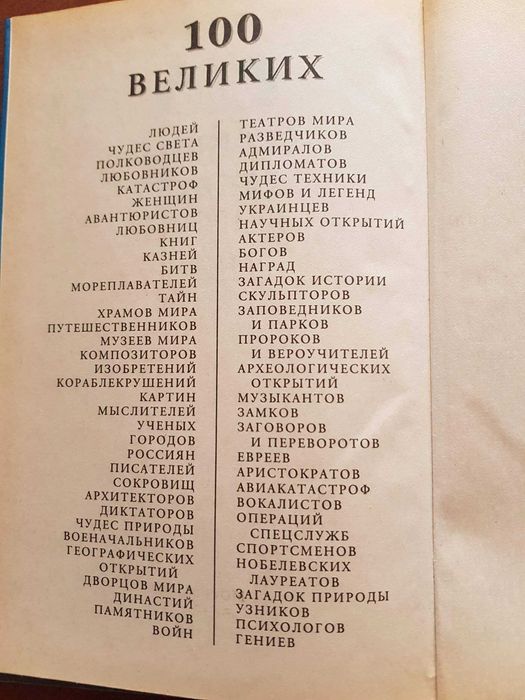 100
ВЕЛИКИХ
ЛЮДЕЙ
ЧУДЕС СВЕТА
ПОЛКОВОДЦЕВ
ЛЮБОВНИКОВ
КАТАСТРОФ
ЖЕНЩИН
АВАНТЮРИСТОВ
ЛЮБОВНИЦ
КНИГ
КАЗНЕЙ
БИТВ
МОРЕПЛАВАТЕЛЕЙ
ТАЙН
ХРАМОВ МИРА
ПУТЕШЕСТВЕННИКОВ
МУЗЕЕВ МИРА
КОМПОЗИТОРОВ
ИЗОБРЕТЕНИЙ
КОРАБЛЕКРУШЕНИЙ
КАРТИН
МЫСЛИТЕЛЕЙ
УЧЕНЫХ
ГОРОДОВ
РОССИЯН
ПИСАТЕЛЕЙ
СОКРОВИЩ
АРХИТЕКТОРОВ
ДИКТАТОРОВ
ЧУДЕС ПРИРОДЫ
ВОЕНАЧАЛЬНИКОВ
ГЕОГРАФИЧЕСКИХ
ОТКРЫТИЙ
ДВОРЦОВ МИРА
ДИНАСТИЙ
ПАМЯТНИКОВ
ВОЙН
ТЕАТРОВ МИРА
РАЗВЕДЧИКОВ
АДМИРАЛОВ
ДИПЛОМАТОВ
ЧУДЕС ТЕХНИКИ
МИФОВ И ЛЕГЕНД
УКРАИНЦЕВ
НАУЧНЫХ ОТКРЫТИЙ
АКТЕРОВ
БОГОВ
НАГРАД
ЗАГАДОК ИСТОРИИ
СКУЛЬПТОРОВ
ЗАПОВЕДНИКОВ
И ПАРКОВ
ПРОРОКОВ
И ВЕРОУЧИТЕЛЕЙ
АРХЕОЛОГИЧЕСКИХ
ОТКРЫТИЙ
МУЗЫКАНТОВ
ЗАМКОВ
ЗАГОВОРОВ
И ПЕРЕВОРОТОВ
ЕВРЕЕВ
АРИСТОКРАТОВ
АВИАКАТАСТРОФ
ВОКАЛИСТОВ
ОПЕРАЦИЙ
СПЕЦСЛУЖБ
СПОРТСМЕНОВ
НОБЕЛЕВСКИХ
ЛАУРЕАТОВ
ЗАГАДОК ПРИРОДЫ
УЗНИКОВ
ПСИХОЛОГОВ
ГЕНИЕВ